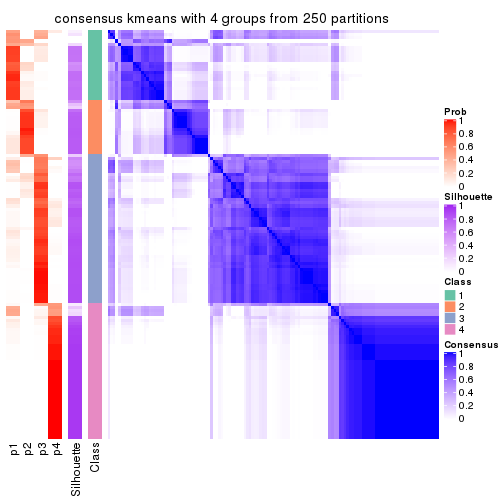 consensus kmeans with 4 groups from 250 partitions
Prob
1
0.8
0.6
0.4
0.2
0
Silhouette
1
0.8
0.6
0.4
0.2
0
Class
1
2
3
4
Consensus
1
0.8
0.6
0.4
0.2
0
p1
p2
p3
p4
Silhouette
Class